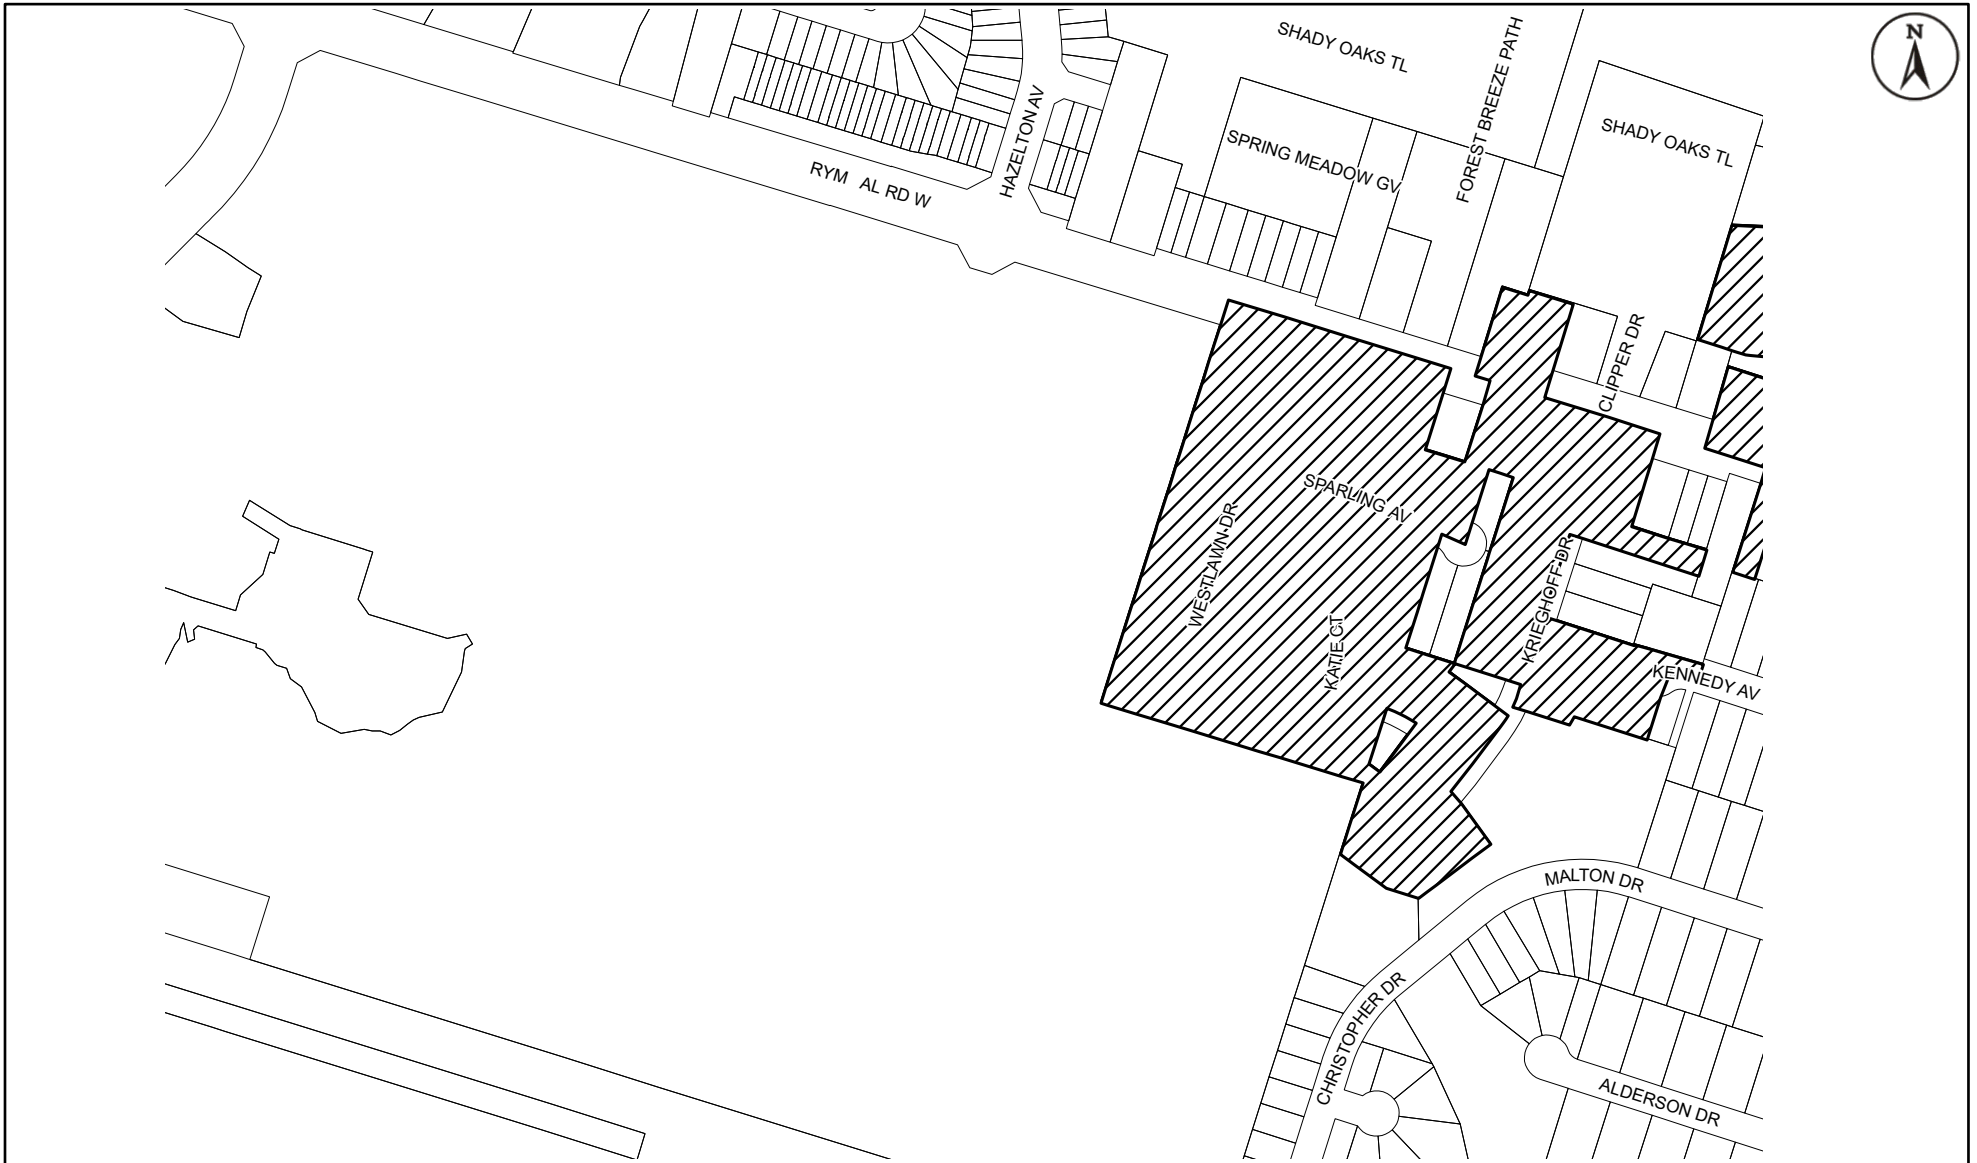 N
SHADY OAKS TL
FOREST BREEZE PATH
SHADY OAKS TL
HAZELTON AV
SPRING MEADOW GV
RYM AL RD W
CLIPPER DR
SPARLING AV
WESTLAWN DR
KRIEGHOFF DR
KATIE CT
KENNEDY AV
MALTON DR
CHRISTOPHER DR
ALDERSON DR